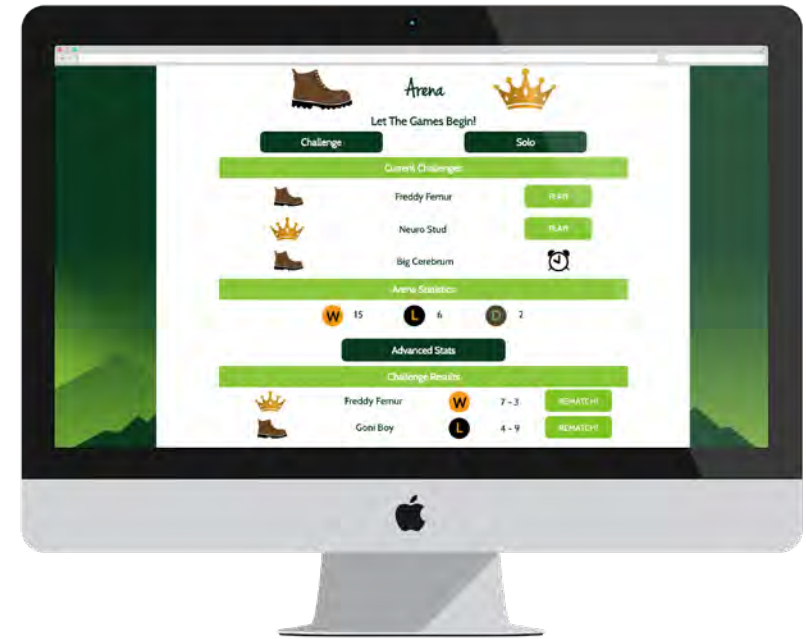 Arena
Let The Games Begin!
Challenge Solo
Current Challenges
Freddy Femur PLAY!
Neuro Stud PLAY!
Big Cerebrum
Arena Statistics
W 15 L 6 D 2
Advanced Stats
Challenge Results
Freddy Femur W 7 - 3 REMATCH!
Goni Boy L 4 - 9 REMATCH!